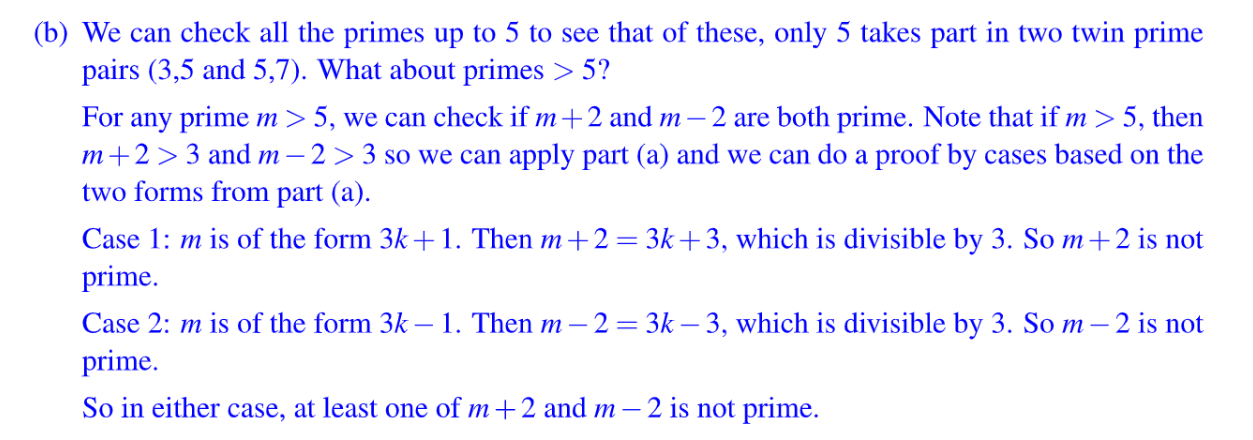 (b) We can check all the primes up to 5 to see that of these, only 5 takes part in two twin prime
pairs (3,5 and 5,7). What about primes > 5?
For any prime m > 5, we can check if m + 2 and m − 2 are both prime. Note that if m > 5, then
m + 2 > 3 and m − 2 > 3 so we can apply part (a) and we can do a proof by cases based on the
two forms from part (a).
Case 1: m is of the form 3k + 1. Then m + 2 = 3k + 3, which is divisible by 3. So m + 2 is not
prime.
Case 2: m is of the form 3k − 1. Then m − 2 = 3k − 3, which is divisible by 3. So m − 2 is not
prime.
So in either case, at least one of m + 2 and m − 2 is not prime.